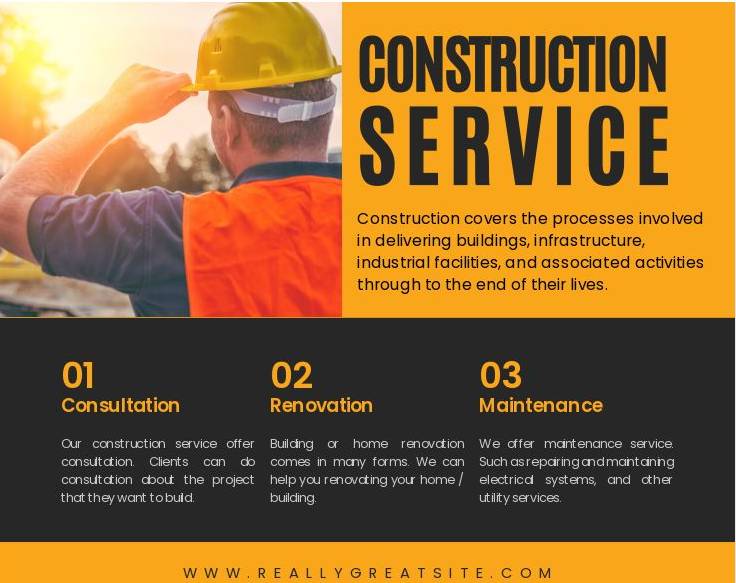 CONSTRUCTION
SERVICE
Construction covers the processes involved
in delivering buildings, infrastructure,
industrial facilities, and associated activities
through to the end of their lives.
01
Consultation
Our construction service offer
consultation. Clients can do
consultation about the project
that they want to build.
02
Renovation
Building or home renovation
comes in many forms. We can
help you renovating your home /
building.
03
Maintenance
We offer maintenance service.
Such as repairing and maintaining
electrical systems, and other
utility services.
WWW.REALLYGREATSITE.COM